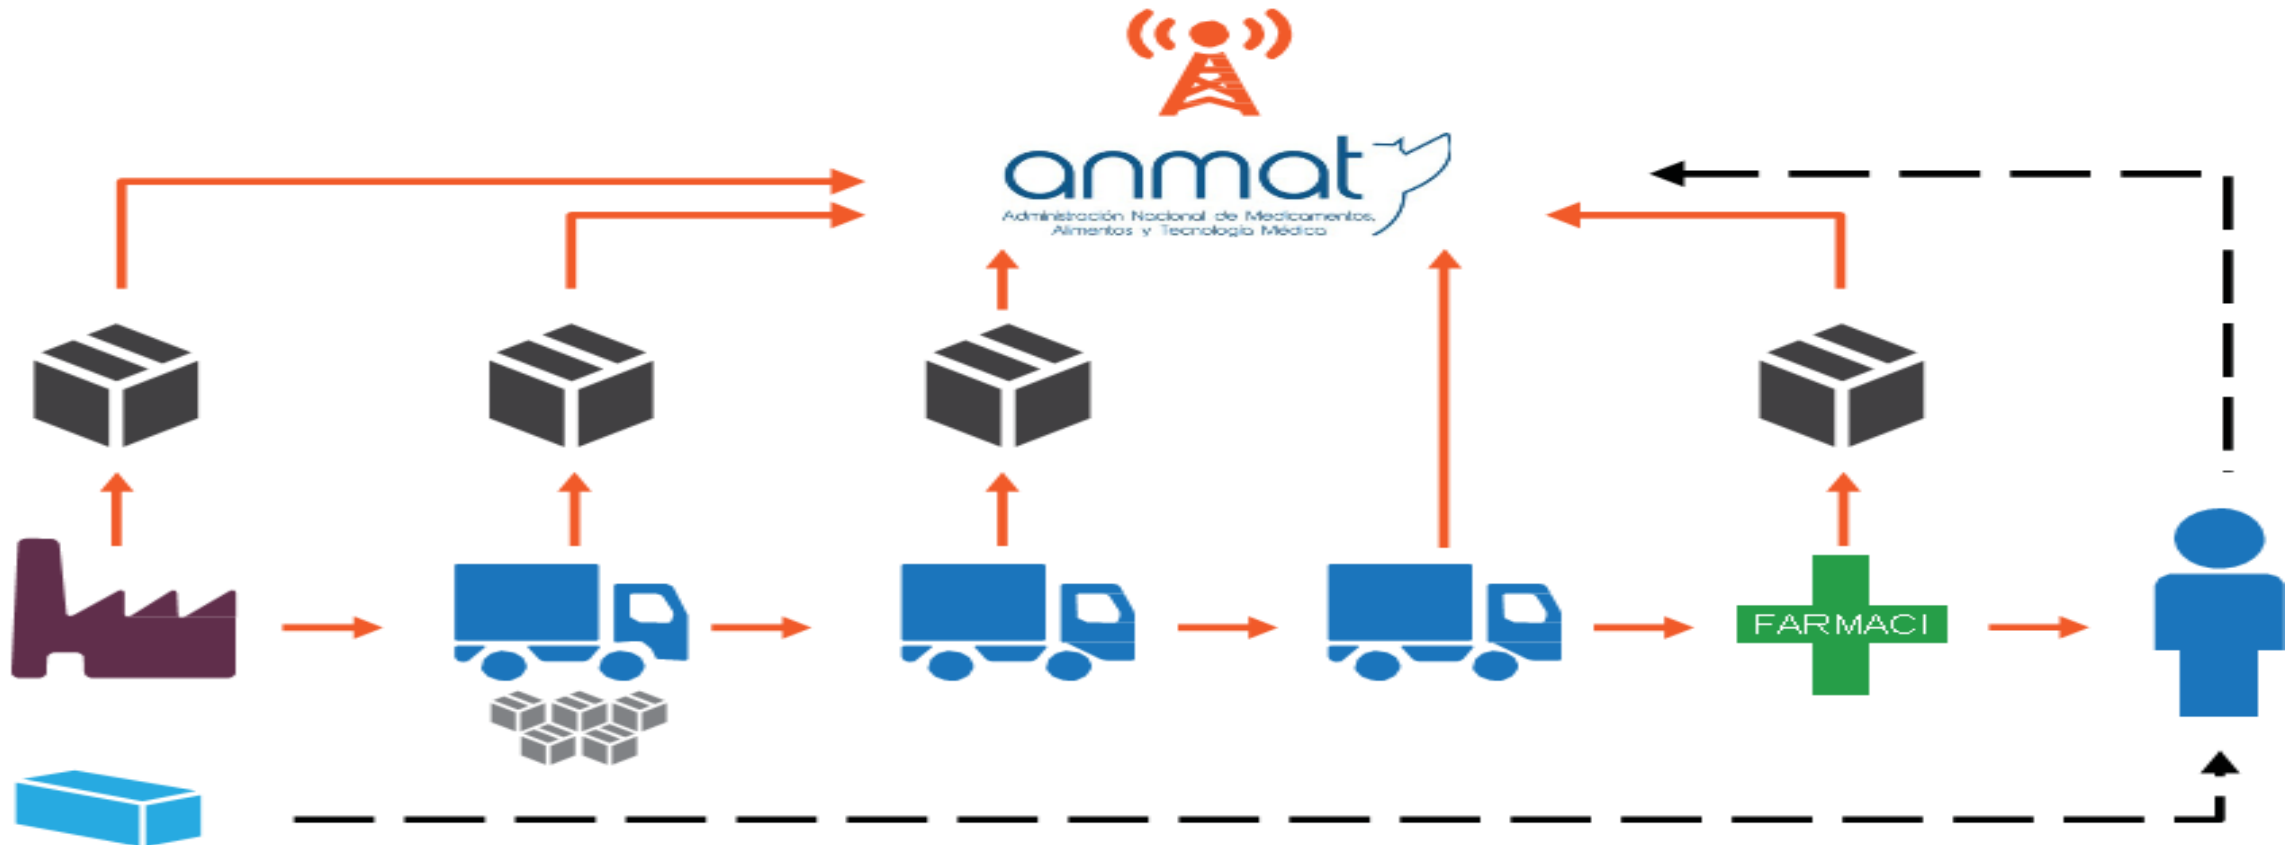 anmat
Administración Nacional de Medicamentos,
Alimentos y Tecnología Médica
FARMACI